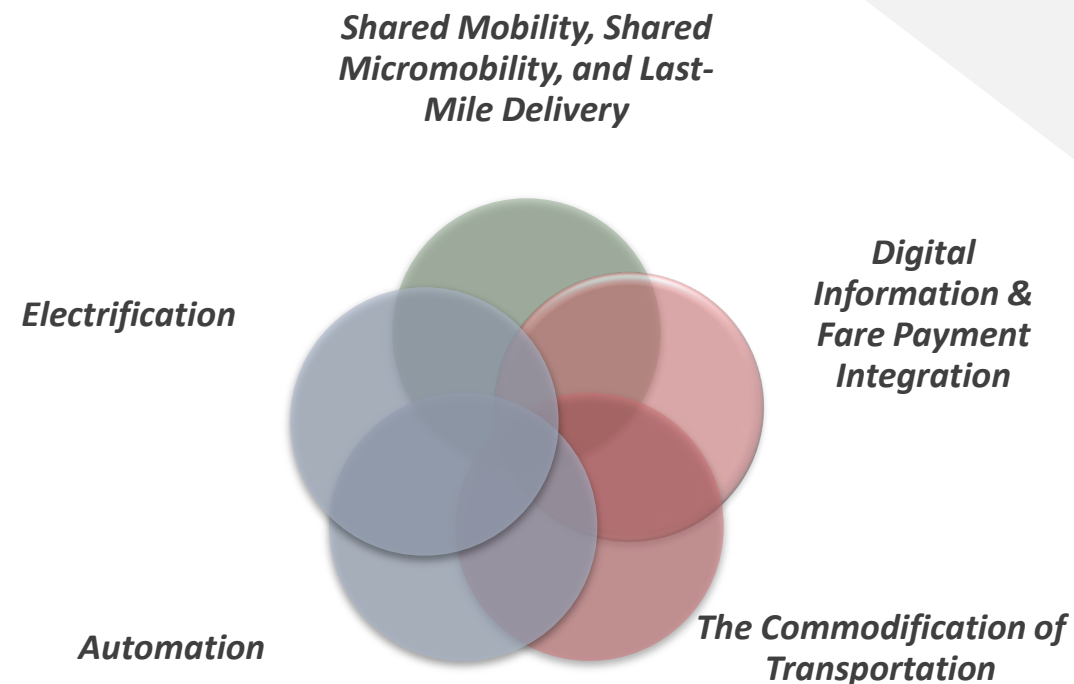 Shared Mobility, Shared
Micromobility, and Last-
Mile Delivery
Digital
Information &
Fare Payment
Integration
Electrification
Automation
The Commodification of
Transportation